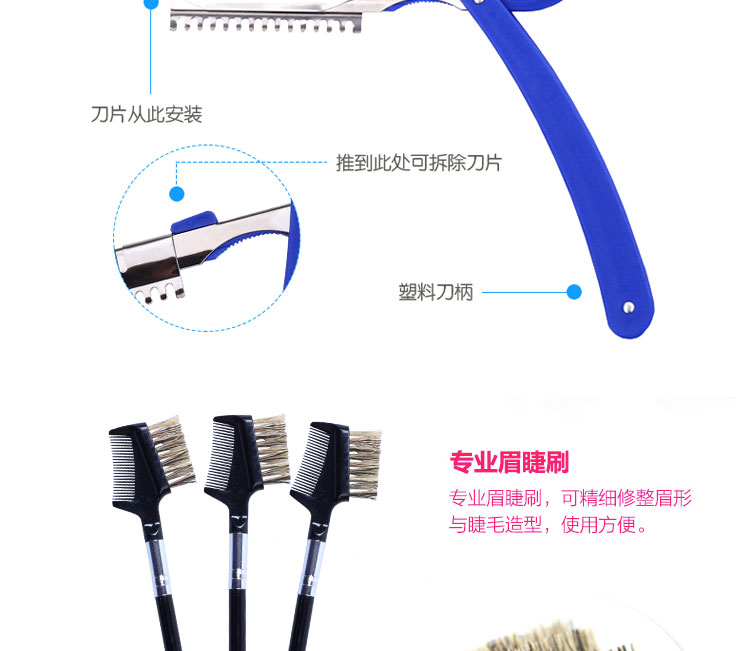 刀片从此安装
推到此处可拆除刀片
塑料刀柄
专业眉睫刷
专业眉睫刷，可精细修整眉形
与睫毛造型，使用方便。